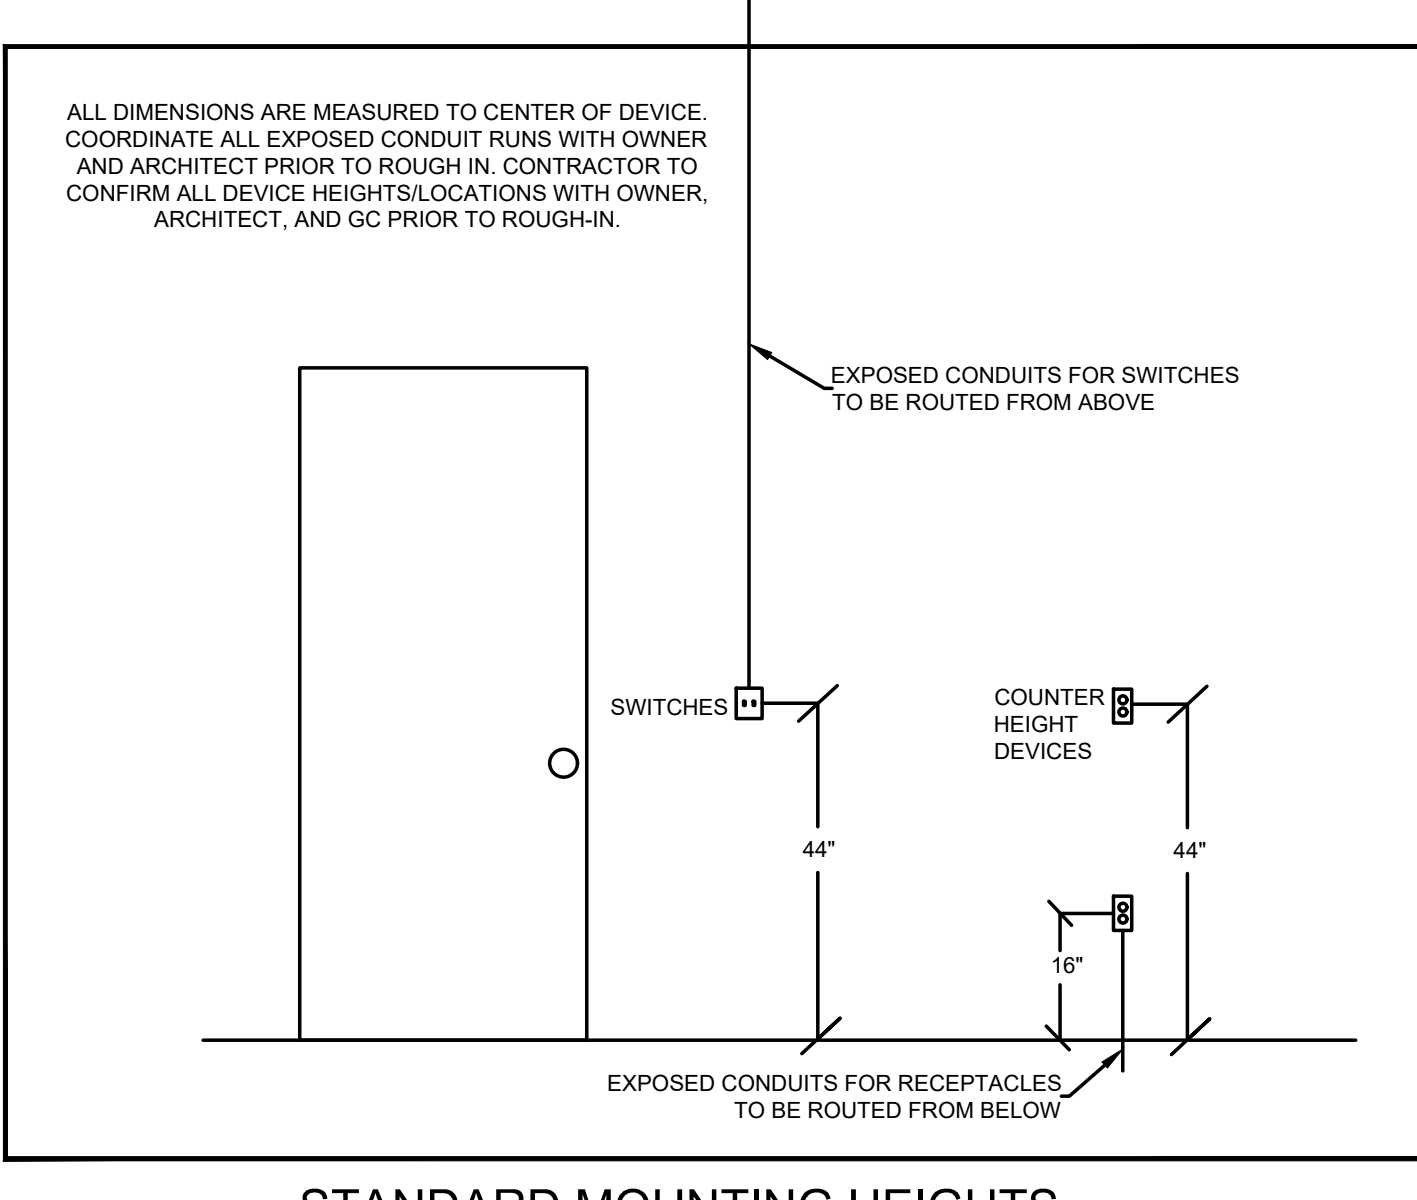 ALL DIMENSIONS ARE MEASURED TO CENTER OF DEVICE.
COORDINATE ALL EXPOSED CONDUIT RUNS WITH OWNER
AND ARCHITECT PRIOR TO ROUGH IN. CONTRACTOR TO
CONFIRM ALL DEVICE HEIGHTS/LOCATIONS WITH OWNER,
ARCHITECT, AND GC PRIOR TO ROUGH-IN.
EXPOSED CONDUITS FOR SWITCHES
TO BE ROUTED FROM ABOVE
SWITCHES
COUNTER
HEIGHT
DEVICES
44"
44"
16"
EXPOSED CONDUITS FOR RECEPTACLES
TO BE ROUTED FROM BELOW
STANDARD MOUNTING HEIGHTS